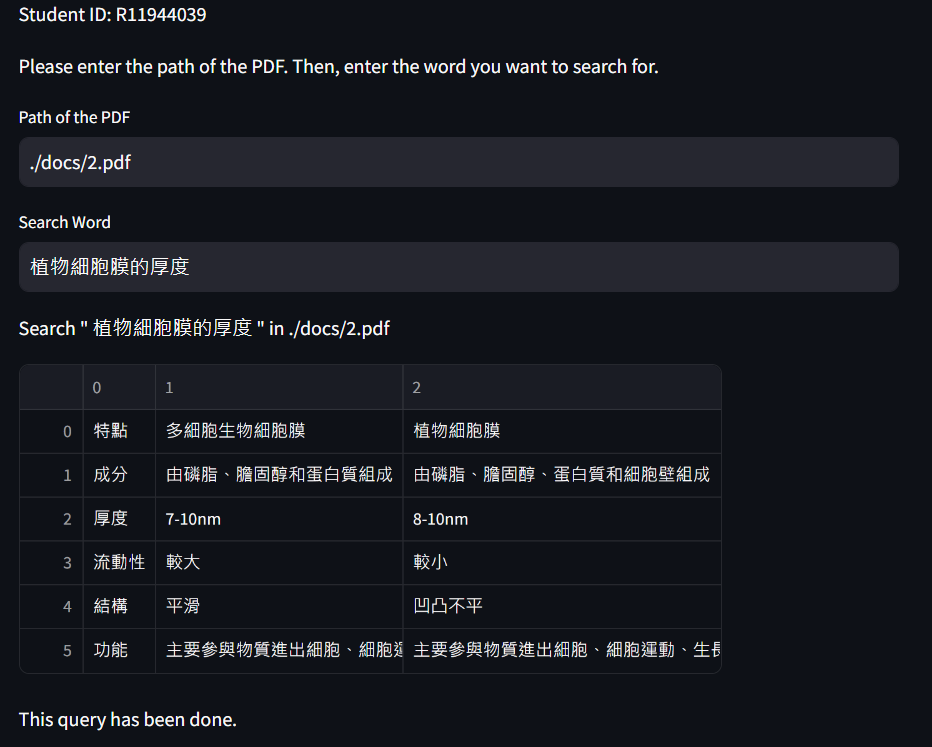 Student ID: R11944039
Please enter the path of the PDF. Then, enter the word you want to search for.
Path of the PDF
./docs/2.pdf
Search Word
植物細胞膜的厚度
Search " 植物細胞膜的厚度 " in ./docs/2.pdf
0 1 2
0 特點 多細胞生物細胞膜 植物細胞膜
1 成分 由磷脂、膽固醇和蛋白質組成 由磷脂、膽固醇、蛋白質和細胞壁組成
2 厚度 7-10nm 8-10nm
3 流動性 較大 較小
4 結構 平滑 凹凸不平
5 功能 主要參與物質進出細胞、細胞 主要參與物質進出細胞、細胞運動、生
This query has been done.